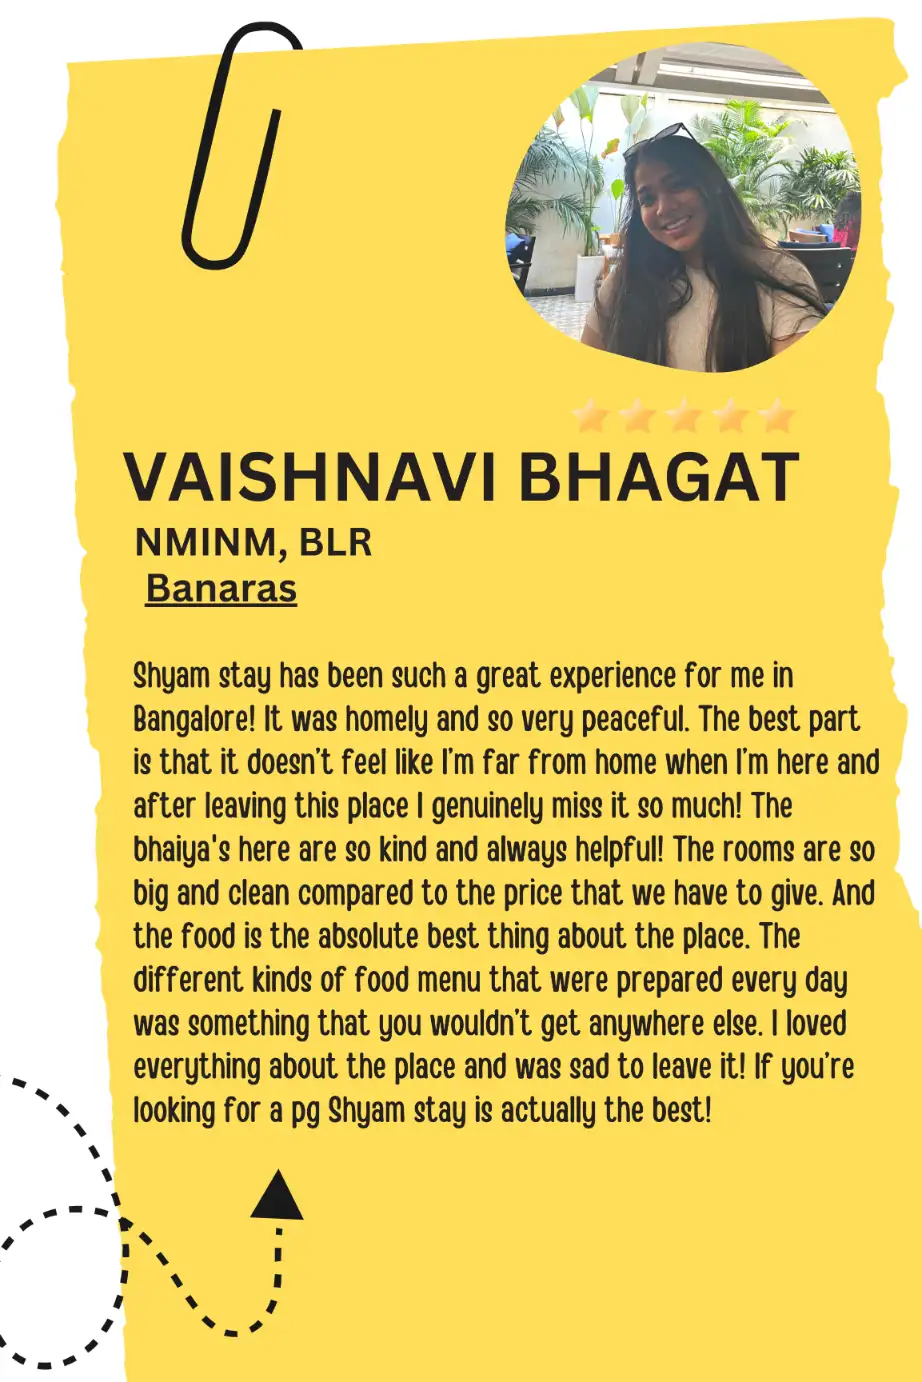 VAISHNAVI BHAGAT
NMINM, BLR
Banaras
Shyam stay has been such a great experience for me in
Bangalore! It was homely and so very peaceful. The best part
is that it doesn't feel like I'm far from home when I'm here and
after leaving this place I genuinely miss it so much! The
bhaiya's here are so kind and always helpful! The rooms are so
big and clean compared to the price that we have to give. And
the food is the absolute best thing about the place. The
different kinds of food menu that were prepared every day
was something that you wouldn't get anywhere else. I loved
everything about the place and was sad to leave it! If you're
looking for a pg Shyam stay is actually the best!